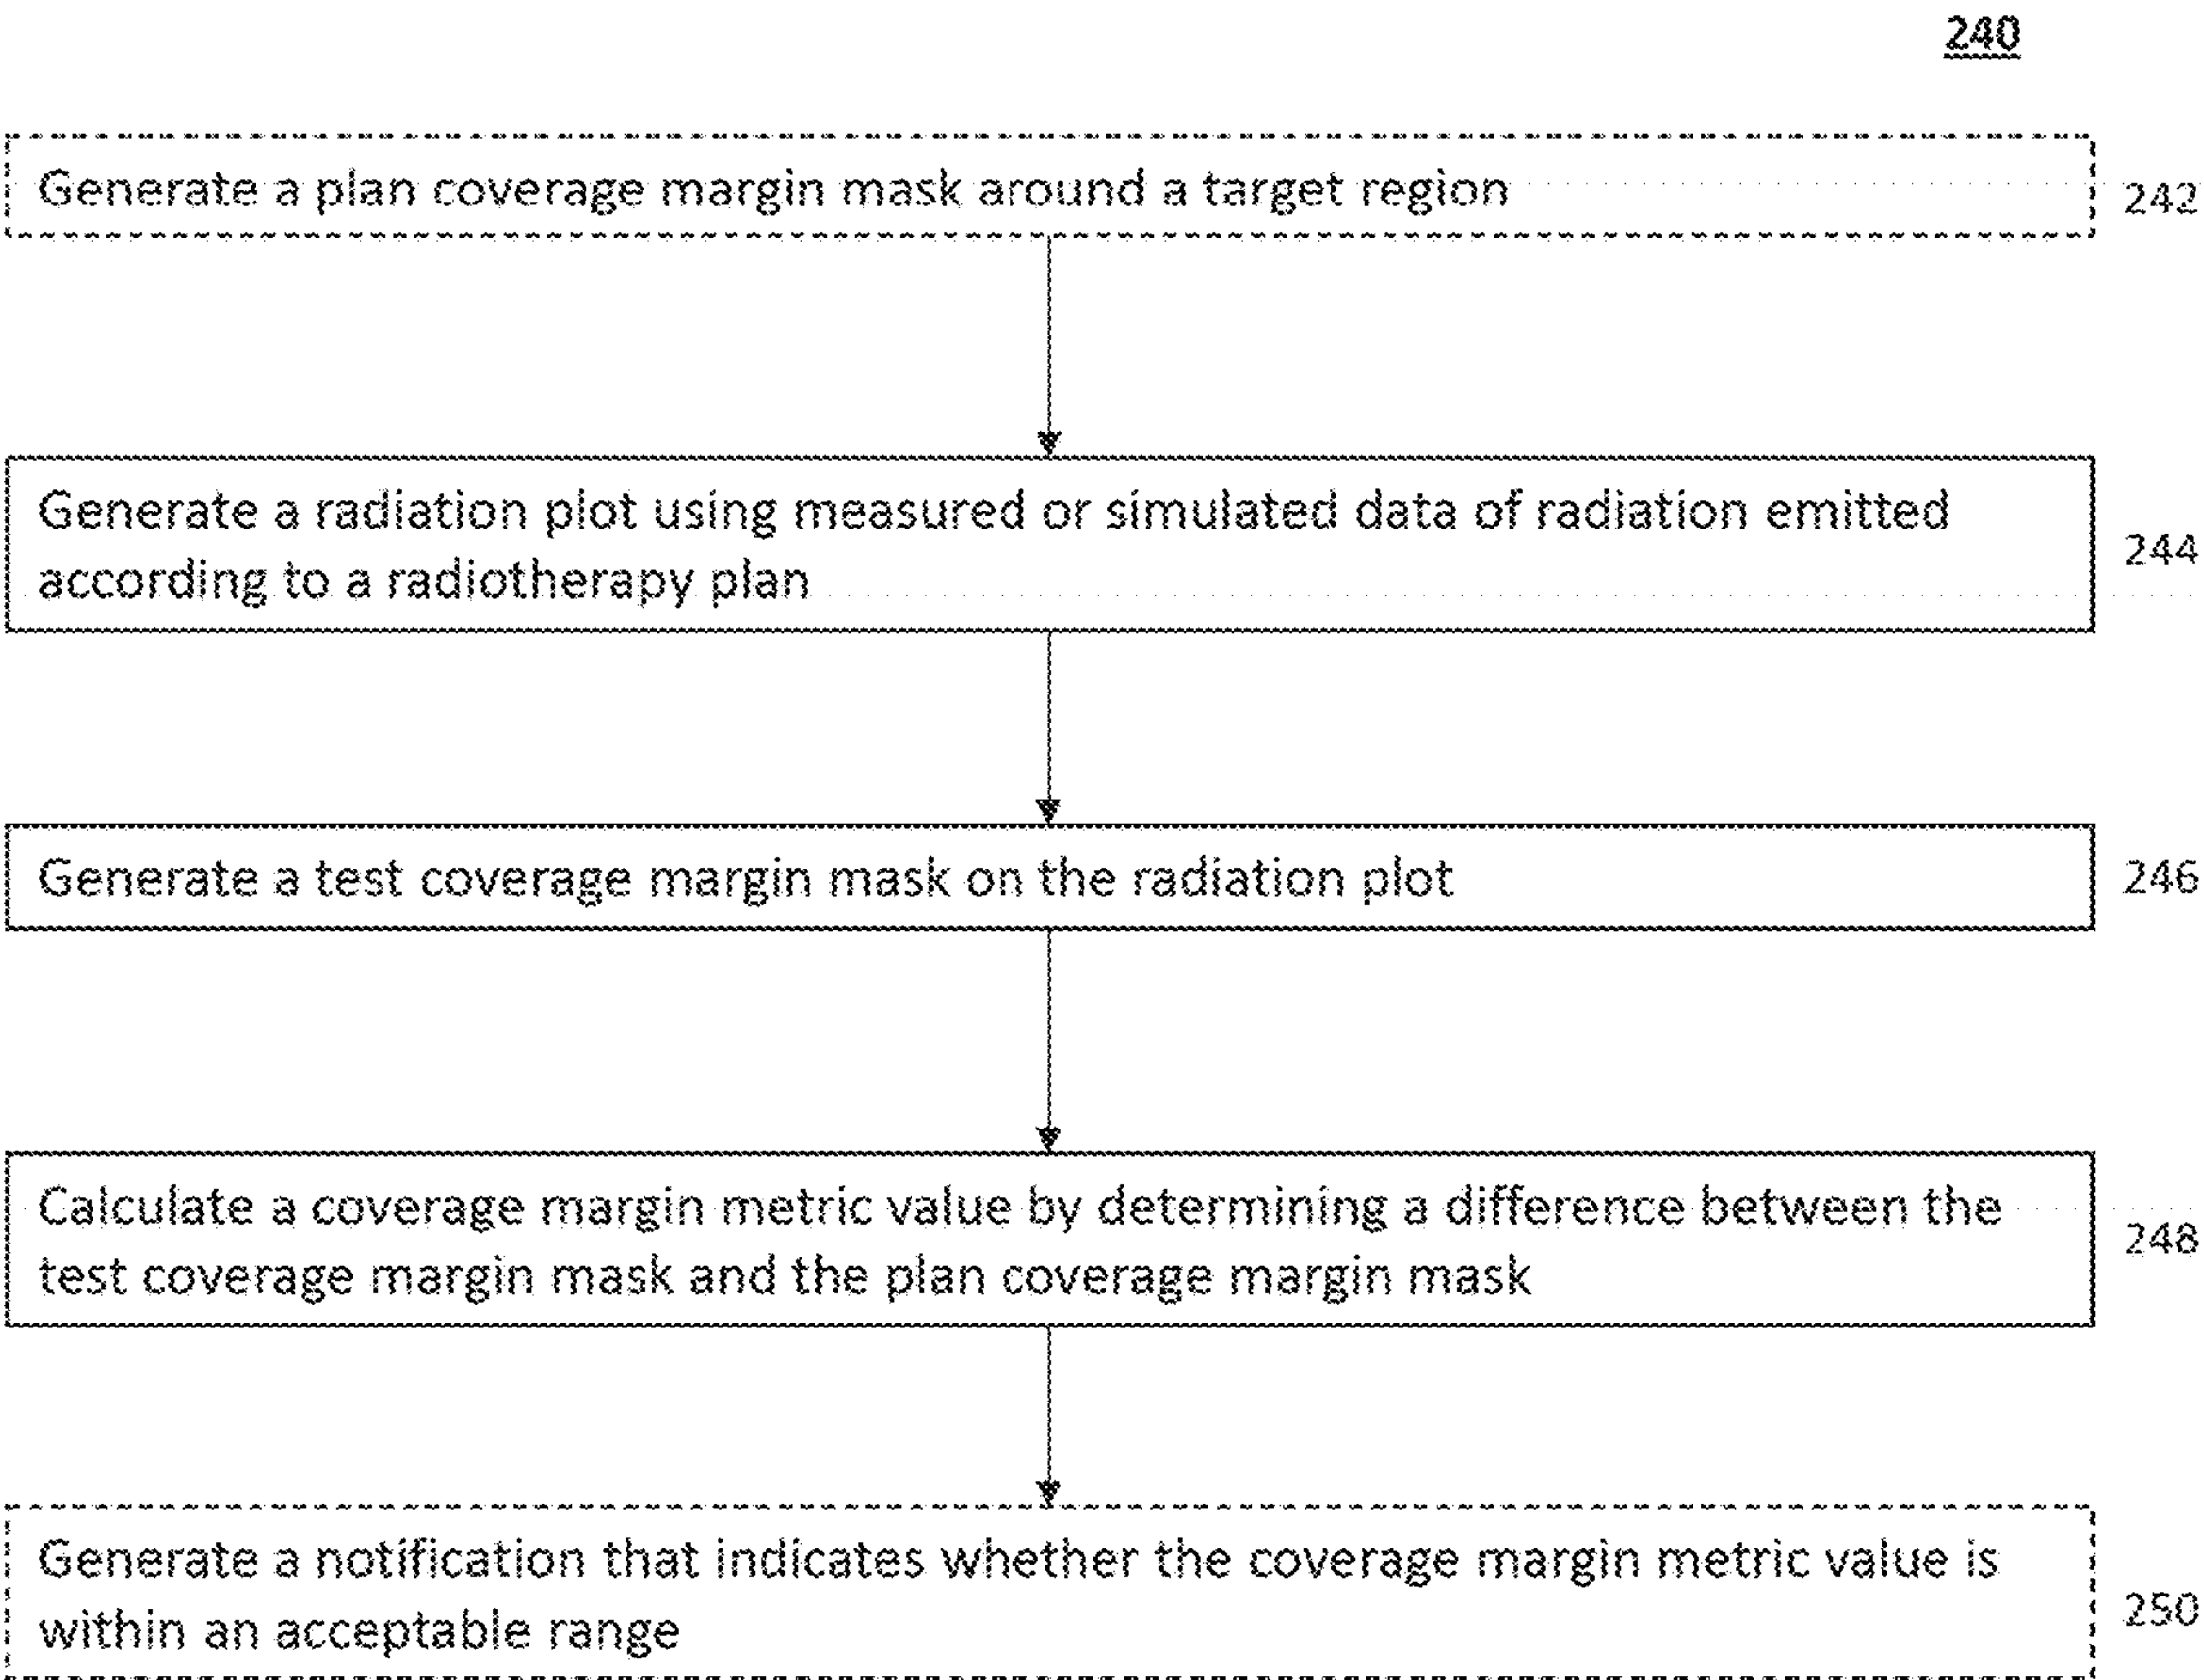 240
Generate a plan coverage margin mask around a target region
242
Generate a radiation plot using measured or simulated data of radiation emitted
according to a radiotherapy plan
244
Generate a test coverage margin mask on the radiation plot
246
Calculate a coverage margin metric value by determining a difference between the
test coverage margin mask and the plan coverage margin mask
248
Generate a notification that indicates whether the coverage margin metric value is
within an acceptable range
250